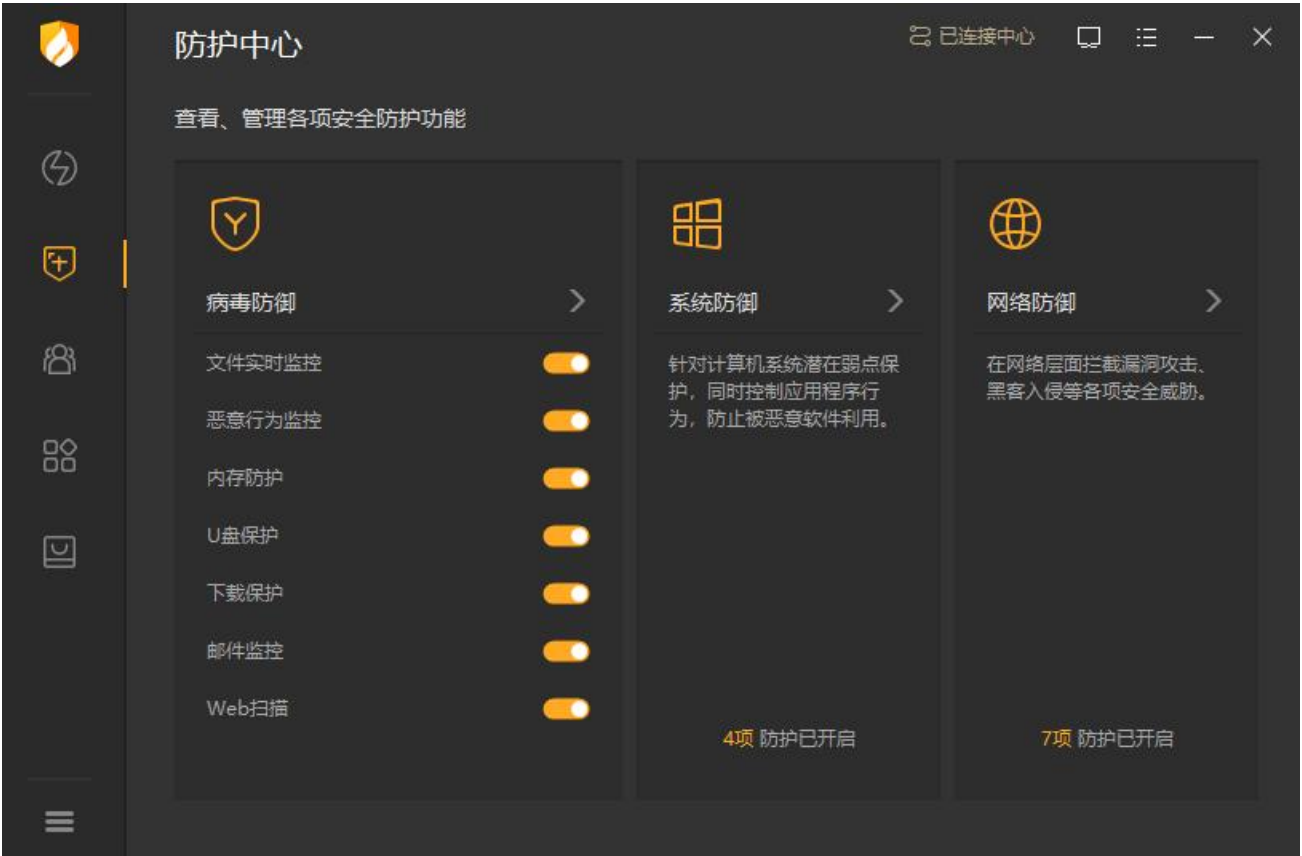 防护中心
已连接中心
查看、管理各项安全防护功能
病毒防御
文件实时监控
恶意行为监控
内存防护
U盘保护
下载保护
邮件监控
Web扫描
系统防御
针对计算机系统潜在弱点保
护，同时控制应用程序行
为，防止被恶意软件利用。
4项 防护已开启
网络防御
在网络层面拦截漏洞攻击、
黑客入侵等各项安全威胁。
7项 防护已开启